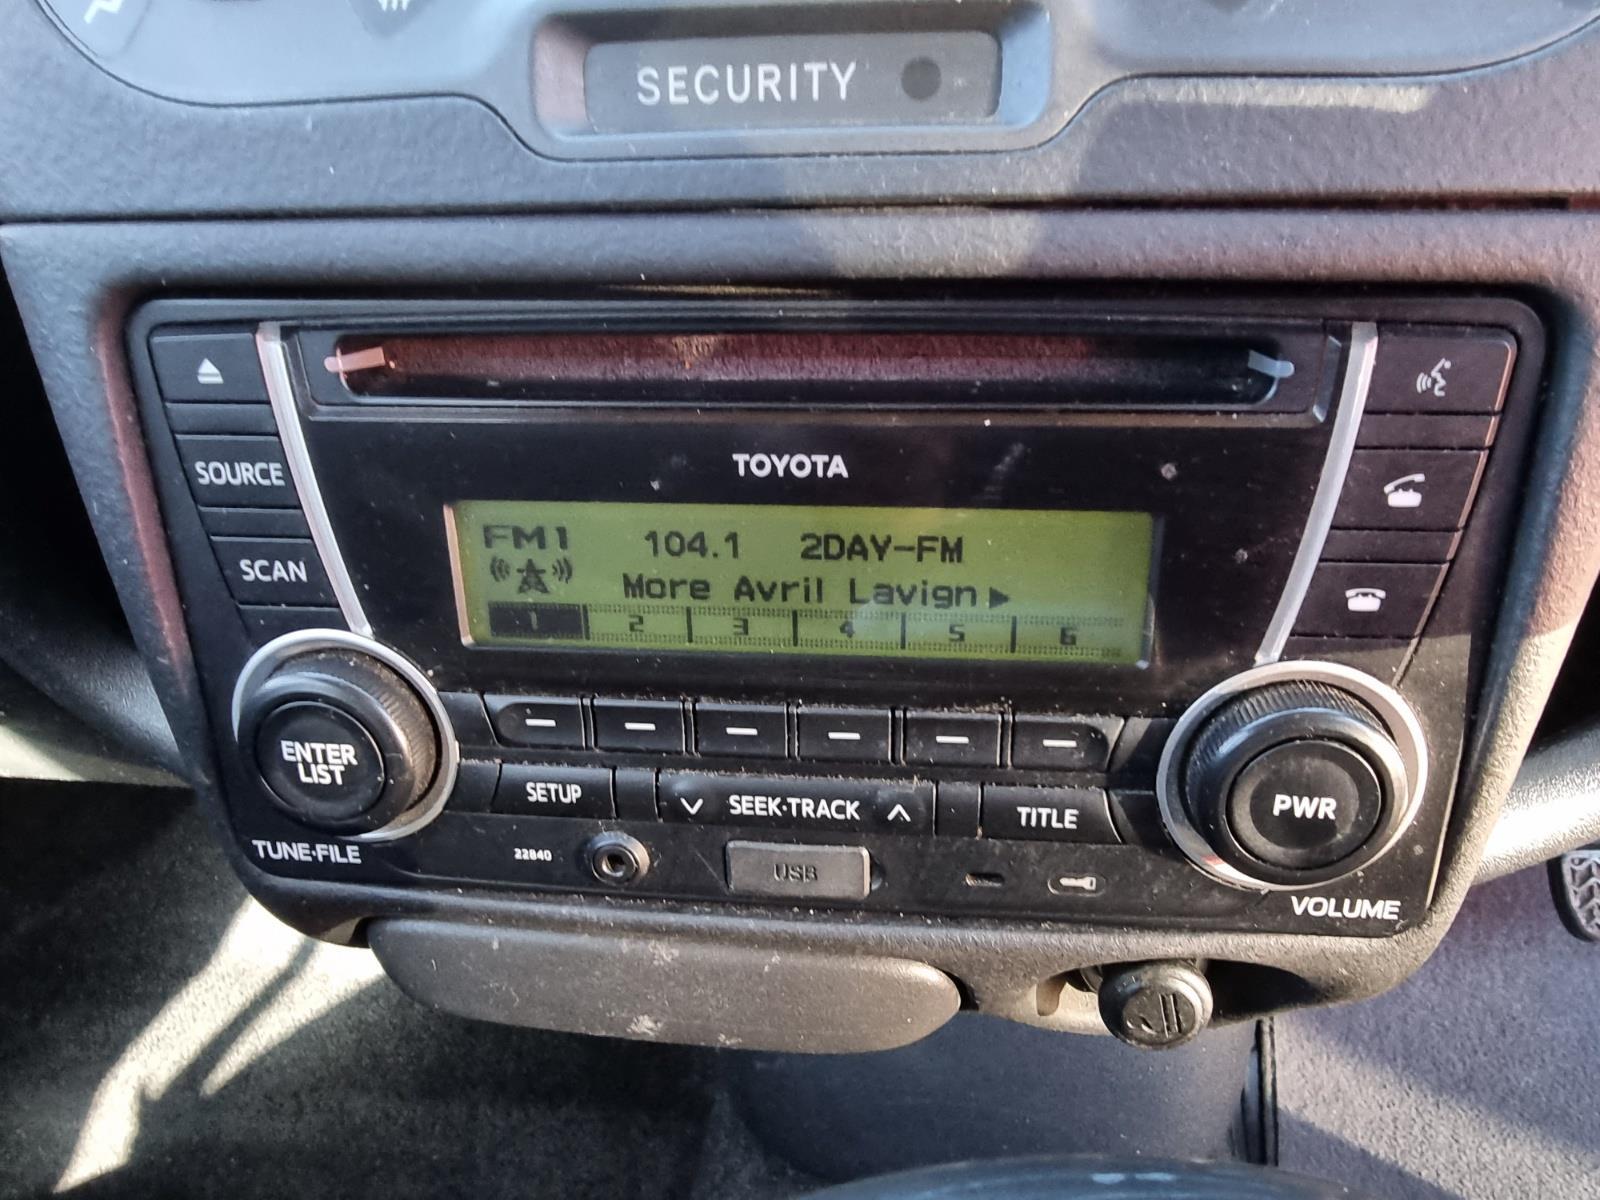 SECURITY
TOYOTA
SOURCE
SCAN
FM1 104.1 2DAY-FM
More Avril Lavign
1 2 3 4 5 6
ENTER
LIST
TUNE·FILE
SETUP
SEEK·TRACK
TITLE
22840
USB
PWR
VOLUME